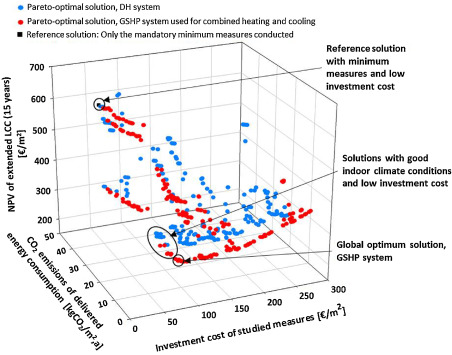 Pareto-optimal solution, DH system
Pareto-optimal solution, GSHP system used for combined heating and cooling
Reference solution: Only the mandatory minimum measures conducted
Reference solution
with minimum
measures and low
investment cost
Solutions with good
indoor climate conditions
and low investment cost
Global optimum solution,
GSHP system
NPV of extended LCC (15 years)
[€/m²]
700
600
500
400
300
200
CO₂ emissions of delivered
energy consumption [kgCO₂/m²a]
50
40
30
20
10
0
Investment cost of studied measures [€/m²]
0
50
100
150
200
250
300